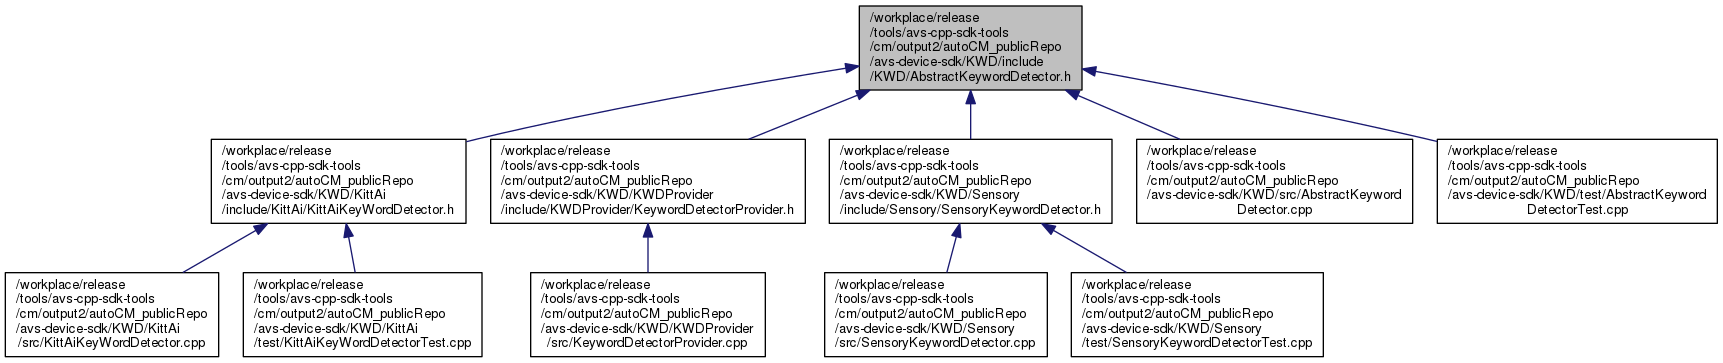 /workplace/release
/tools/avs-cpp-sdk-tools
/cm/output2/autoCM_publicRepo
/avs-device-sdk/KWD/include
/KWD/AbstractKeywordDetector.h
/workplace/release
/tools/avs-cpp-sdk-tools
/cm/output2/autoCM_publicRepo
/avs-device-sdk/KWD/KittAi
/include/KittAi/KittAiKeyWordDetector.h
/workplace/release
/tools/avs-cpp-sdk-tools
/cm/output2/autoCM_publicRepo
/avs-device-sdk/KWD/KWDProvider
/include/KWDProvider/KeywordDetectorProvider.h
/workplace/release
/tools/avs-cpp-sdk-tools
/cm/output2/autoCM_publicRepo
/avs-device-sdk/KWD/Sensory
/include/Sensory/SensoryKeywordDetector.h
/workplace/release
/tools/avs-cpp-sdk-tools
/cm/output2/autoCM_publicRepo
/avs-device-sdk/KWD/src/AbstractKeyword
Detector.cpp
/workplace/release
/tools/avs-cpp-sdk-tools
/cm/output2/autoCM_publicRepo
/avs-device-sdk/KWD/test/AbstractKeyword
DetectorTest.cpp
/workplace/release
/tools/avs-cpp-sdk-tools
/cm/output2/autoCM_publicRepo
/avs-device-sdk/KWD/KittAi
/src/KittAiKeyWordDetector.cpp
/workplace/release
/tools/avs-cpp-sdk-tools
/cm/output2/autoCM_publicRepo
/avs-device-sdk/KWD/KittAi
/test/KittAiKeyWordDetectorTest.cpp
/workplace/release
/tools/avs-cpp-sdk-tools
/cm/output2/autoCM_publicRepo
/avs-device-sdk/KWD/KWDProvider
/src/KeywordDetectorProvider.cpp
/workplace/release
/tools/avs-cpp-sdk-tools
/cm/output2/autoCM_publicRepo
/avs-device-sdk/KWD/Sensory
/src/SensoryKeywordDetector.cpp
/workplace/release
/tools/avs-cpp-sdk-tools
/cm/output2/autoCM_publicRepo
/avs-device-sdk/KWD/Sensory
/test/SensoryKeywordDetectorTest.cpp